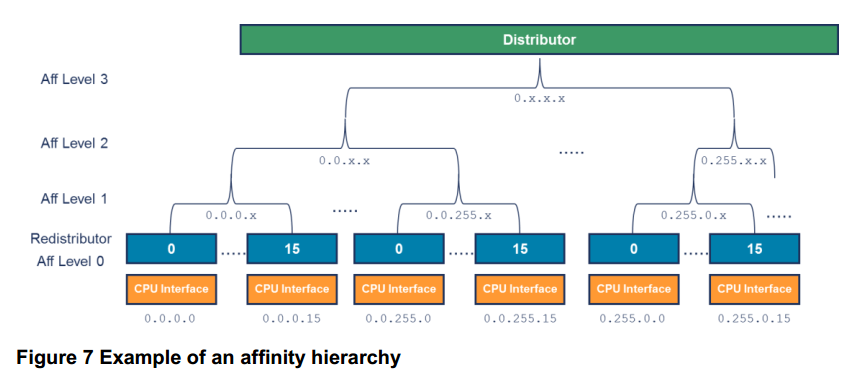 Distributor
Aff Level 3
0.x.x.x
Aff Level 2
0.0.x.x
.....
0.255.x.x
Aff Level 1
0.0.0.x
.....
0.0.255.x
0.255.0.x
.....
Redistributor
Aff Level 0
0 ..... 15 0 ..... 15 0 ..... 15
CPU Interface CPU Interface CPU Interface CPU Interface CPU Interface CPU Interface
0.0.0.0 0.0.0.15 0.0.255.0 0.0.255.15 0.255.0.0 0.255.0.15
Figure 7 Example of an affinity hierarchy